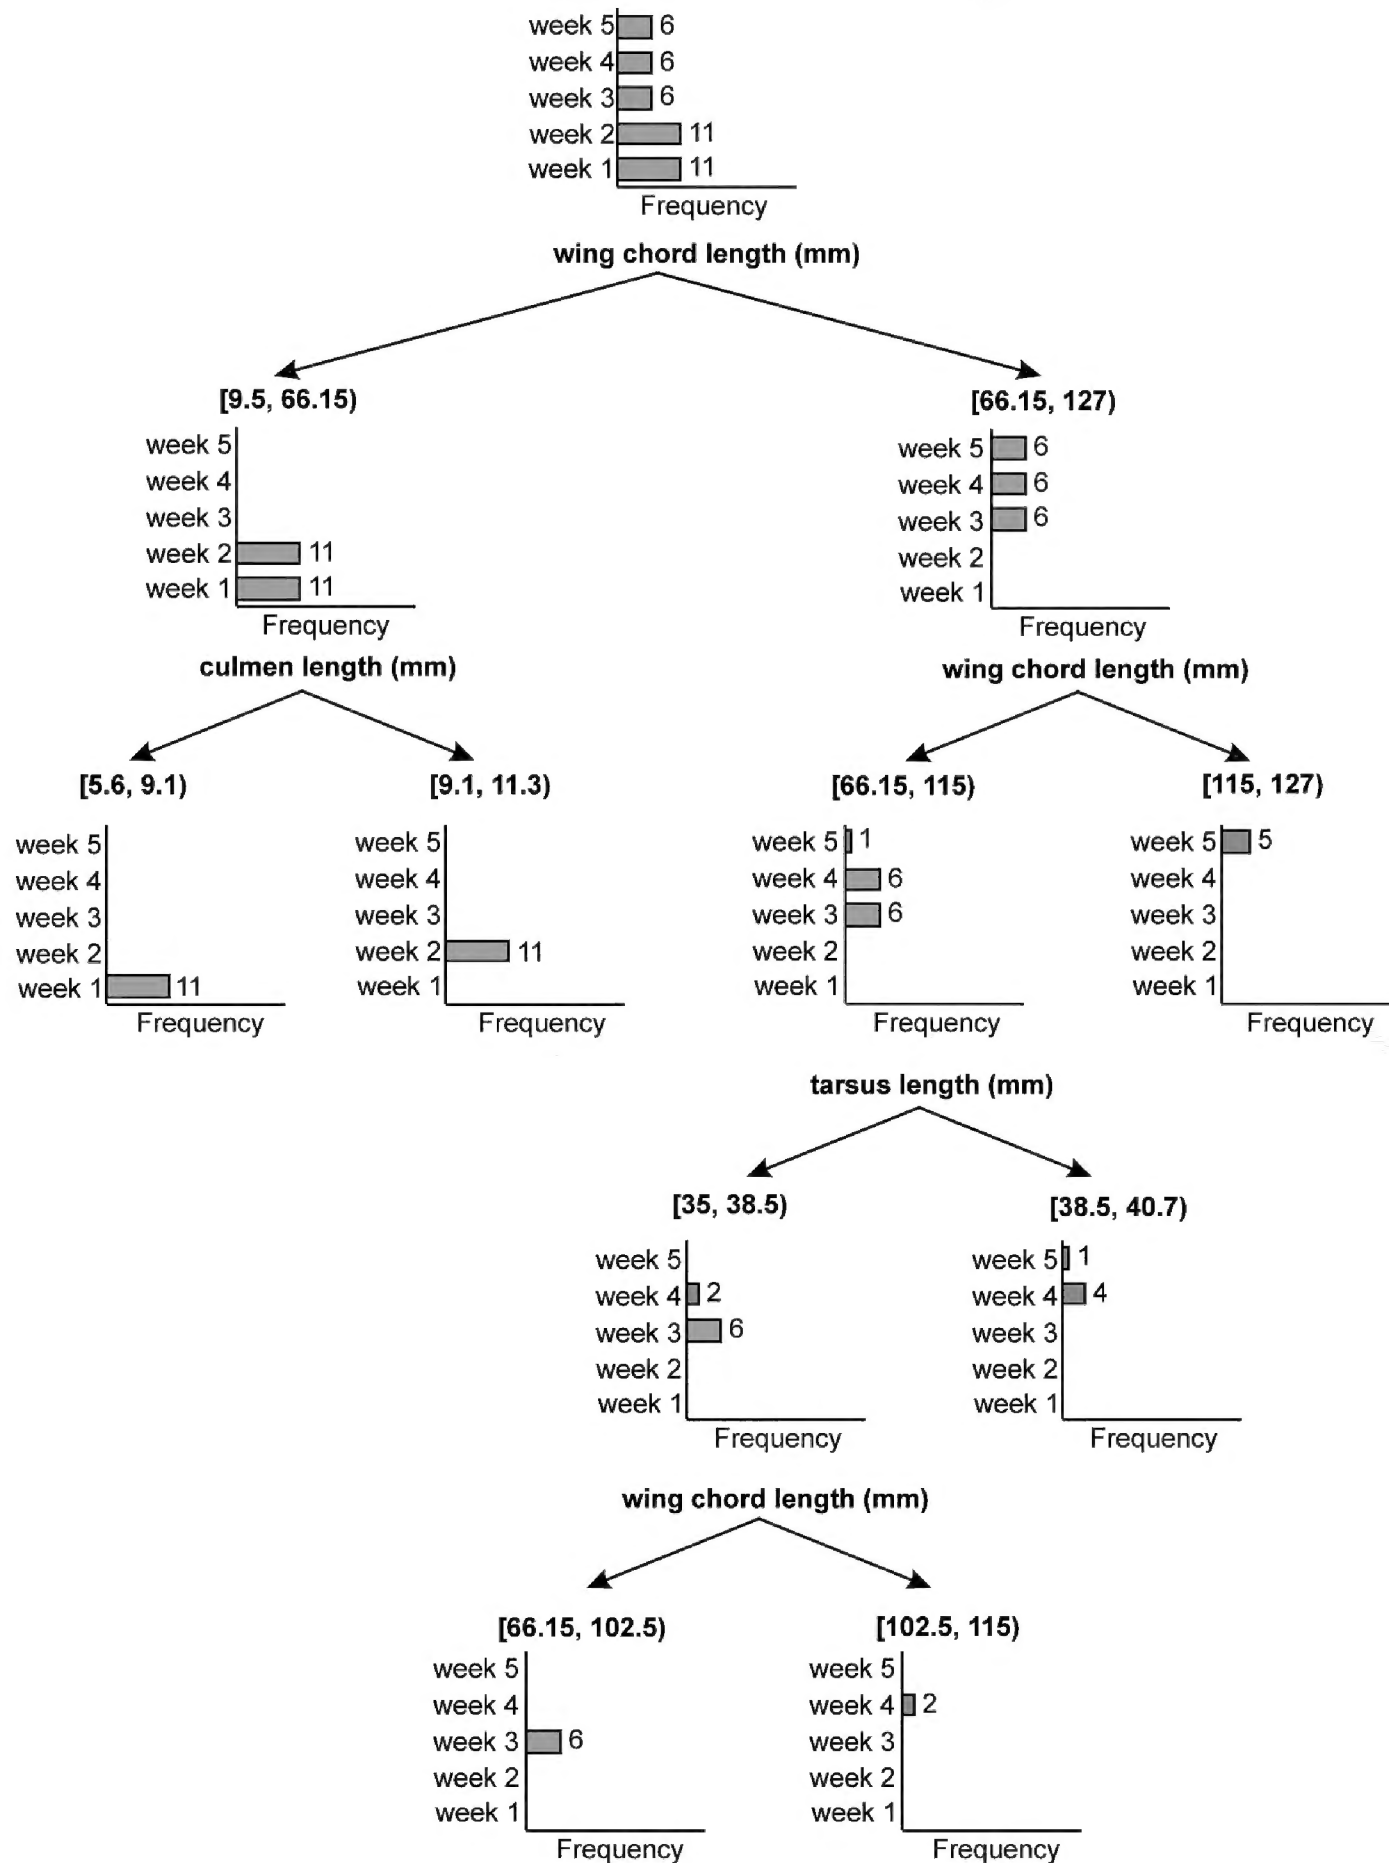 week 5 6
week 4 6
week 3 6
week 2 11
week 1 11
Frequency
wing chord length (mm)
[9.5, 66.15)
week 5
week 4
week 3
week 2 11
week 1 11
Frequency
[66.15, 127)
week 5 6
week 4 6
week 3 6
week 2
week 1
Frequency
culmen length (mm)
wing chord length (mm)
[5.6, 9.1)
week 5
week 4
week 3
week 2
week 1 11
Frequency
[9.1, 11.3)
week 5
week 4
week 3
week 2 11
week 1
Frequency
[66.15, 115)
week 5 1
week 4 6
week 3 6
week 2
week 1
Frequency
[115, 127)
week 5 5
week 4
week 3
week 2
week 1
Frequency
tarsus length (mm)
[35, 38.5)
week 5
week 4 2
week 3 6
week 2
week 1
Frequency
[38.5, 40.7)
week 5 1
week 4 4
week 3
week 2
week 1
Frequency
wing chord length (mm)
[66.15, 102.5)
week 5
week 4
week 3 6
week 2
week 1
Frequency
[102.5, 115)
week 5
week 4 2
week 3
week 2
week 1
Frequency